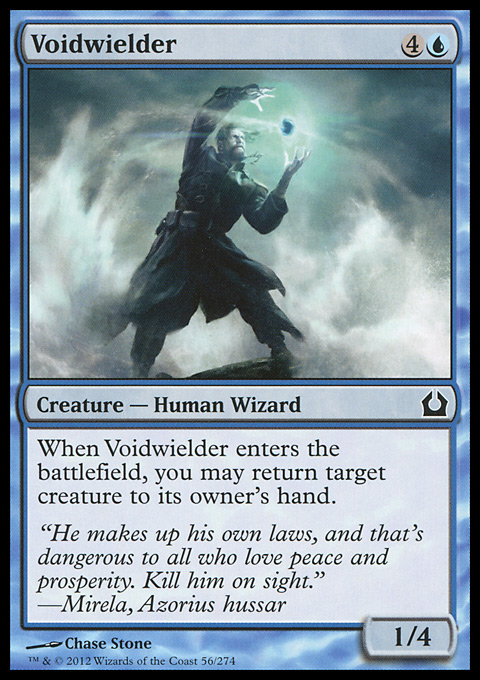 Voidwielder 4
Creature — Human Wizard
When Voidwielder enters the
battlefield, you may return target
creature to its owner's hand.
"He makes up his own laws, and that's
dangerous to all who love peace and
prosperity. Kill him on sight."
—Mirela, Azorius hussar
1/4
Chase Stone
™ & © 2012 Wizards of the Coast 56/274